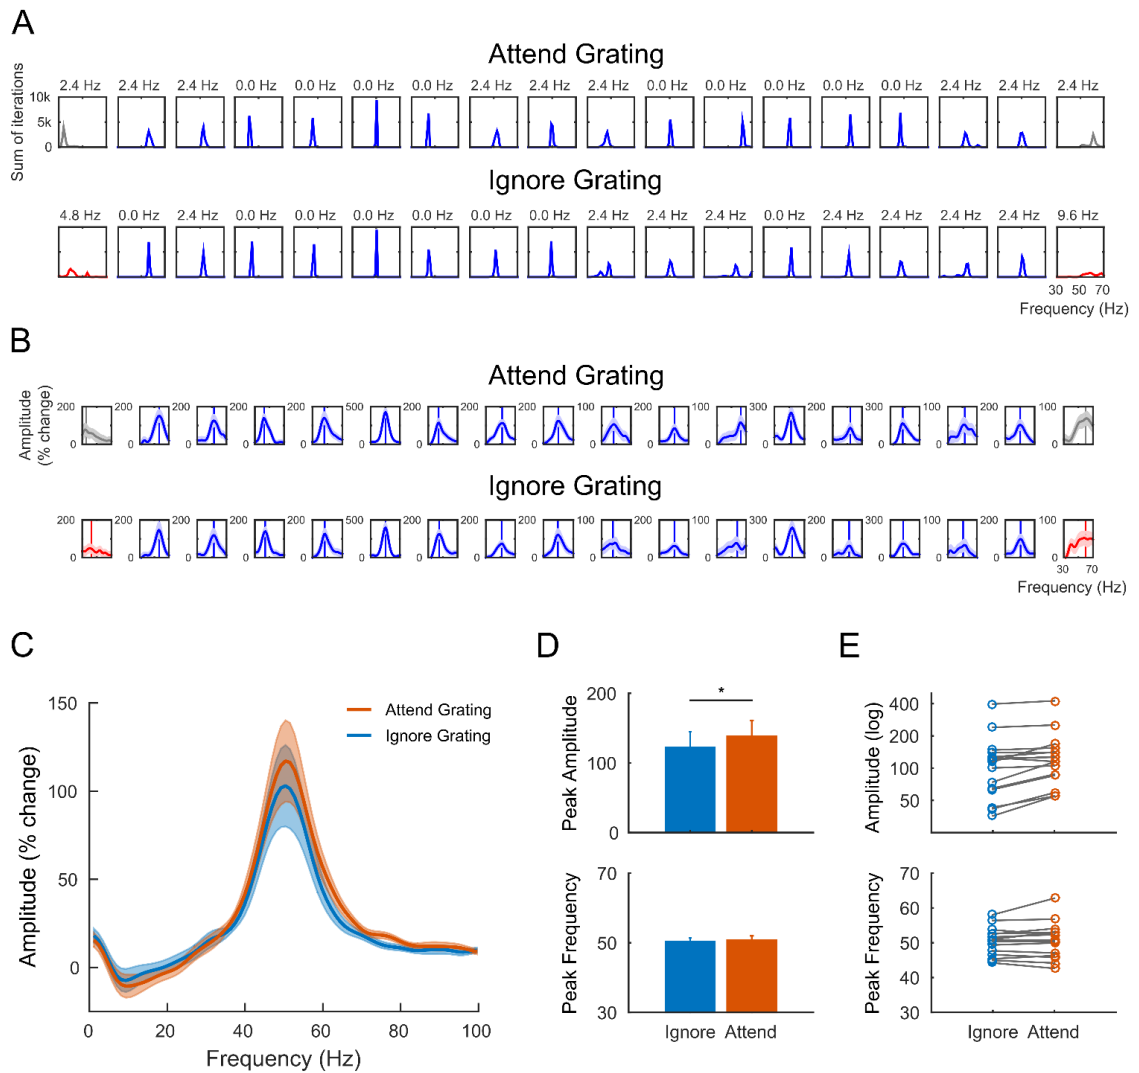 A
Attend Grating
2.4 Hz 2.4 Hz 2.4 Hz 0.0 Hz 0.0 Hz 0.0 Hz 0.0 Hz 2.4 Hz 2.4 Hz 2.4 Hz 0.0 Hz 0.0 Hz 0.0 Hz 0.0 Hz 0.0 Hz 2.4 Hz 2.4 Hz 2.4 Hz
Sum of iterations
10k
5k
0
Ignore Grating
4.8 Hz 0.0 Hz 2.4 Hz 0.0 Hz 0.0 Hz 0.0 Hz 0.0 Hz 0.0 Hz 0.0 Hz 2.4 Hz 2.4 Hz 2.4 Hz 0.0 Hz 2.4 Hz 2.4 Hz 2.4 Hz 2.4 Hz 9.6 Hz
30 50 70
Frequency (Hz)
B
Attend Grating
Amplitude
(% change)
200 200 200 200 200 500 200 200 200 100 200 100 300 200 300 100 200 100
0 0 0 0 0 0 0 0 0 0 0 0 0 0 0 0 0 0
Ignore Grating
200 200 200 200 200 500 200 200 200 100 200 100 300 200 300 100 200 100
0 0 0 0 0 0 0 0 0 0 0 0 0 0 0 0 0 0
30 70
Frequency (Hz)
C
Amplitude (% change)
150
100
50
0
Attend Grating
Ignore Grating
0 20 40 60 80 100
Frequency (Hz)
D
Peak Amplitude
200
100
0
*
Peak Frequency
70
50
30
Ignore Attend
E
Amplitude (log)
400
200
100
50
Peak Frequency
70
60
50
40
30
Ignore Attend